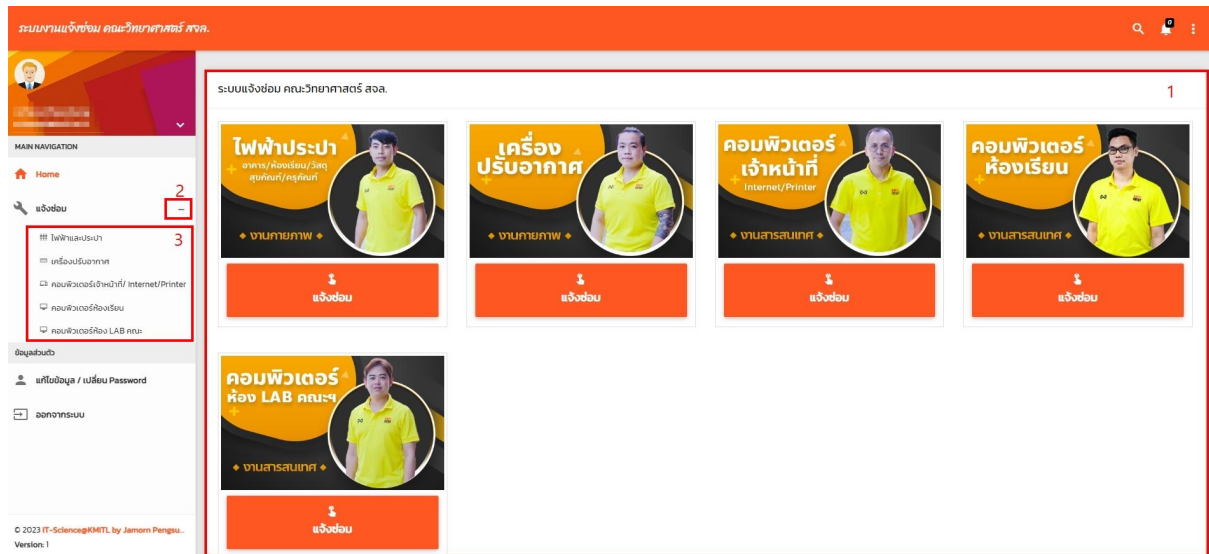 ระบบงานแจ้งซ่อม คณะวิทยาศาสตร์ สจล.
0
MAIN NAVIGATION
Home
2
แจ้งซ่อม
3
ไฟฟ้าและประปา
เครื่องปรับอากาศ
คอมพิวเตอร์เจ้าหน้าที่/ Internet/Printer
คอมพิวเตอร์ห้องเรียน
คอมพิวเตอร์ห้อง LAB คณะ
ข้อมูลส่วนตัว
แก้ไขข้อมูล / เปลี่ยน Password
ออกจากระบบ
© 2023 IT-Science@KMITL by Jamorn Pengsu...
Version: 1
ระบบแจ้งซ่อม คณะวิทยาศาสตร์ สจล.
1
ไฟฟ้าประปา
อาคาร/ห้องเรียน/วัสดุ
สุขภัณฑ์/ครุภัณฑ์
งานกายภาพ
แจ้งซ่อม
เครื่อง
ปรับอากาศ
งานกายภาพ
แจ้งซ่อม
คอมพิวเตอร์
เจ้าหน้าที่
Internet/Printer
งานสารสนเทศ
แจ้งซ่อม
คอมพิวเตอร์
ห้องเรียน
งานสารสนเทศ
แจ้งซ่อม
คอมพิวเตอร์
ห้อง LAB คณะฯ
งานสารสนเทศ
แจ้งซ่อม